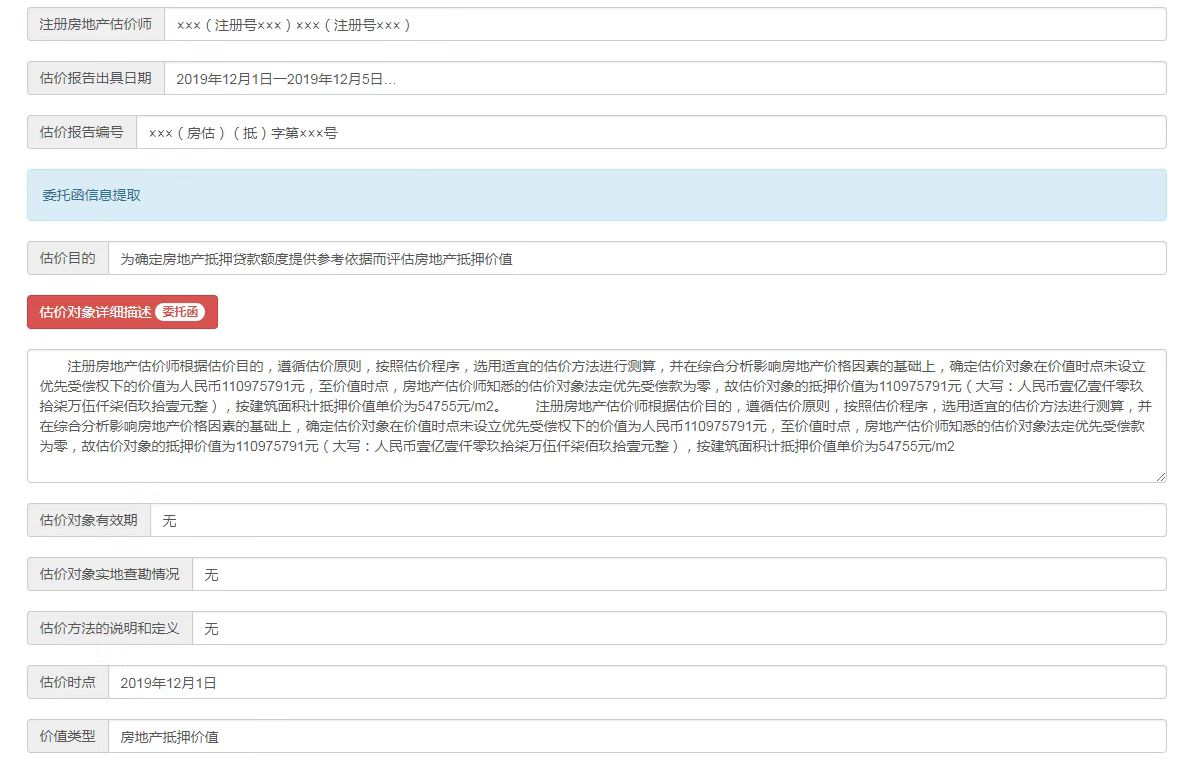 注册房地产估价师 ×××（注册号×××）×××（注册号×××）
估价报告出具日期 2019年12月1日一2019年12月5日...
估价报告编号 ×××（房估）（抵）字第×××号
委托函信息提取
估价目的 为确定房地产抵押贷款额度提供参考依据而评估房地产抵押价值
估价对象详细描述 委托函
注册房地产估价师根据估价目的，遵循估价原则，按照估价程序，选用适宜的估价方法进行测算，并在综合分析影响房地产价格因素的基础上，确定估价对象在价值时点未设立
优先受偿权下的价值为人民币110975791元，至价值时点，房地产估价师知悉的估价对象法定优先受偿款为零，故估价对象的抵押价值为110975791元（大写：人民币壹亿壹仟零玖
拾柒万伍仟柒佰玖拾壹元整），按建筑面积计抵押价值单价为54755元/m2。 注册房地产估价师根据估价目的，遵循估价原则，按照估价程序，选用适宜的估价方法进行测算，并
在综合分析影响房地产价格因素的基础上，确定估价对象在价值时点未设立优先受偿权下的价值为人民币110975791元，至价值时点，房地产估价师知悉的估价对象法定优先受偿款
为零，故估价对象的抵押价值为110975791元（大写：人民币壹亿壹仟零玖拾柒万伍仟柒佰玖拾壹元整），按建筑面积计抵押价值单价为54755元/m2
估价对象有效期 无
估价对象实地查勘情况 无
估价方法的说明和定义 无
估价时点 2019年12月1日
价值类型 房地产抵押价值